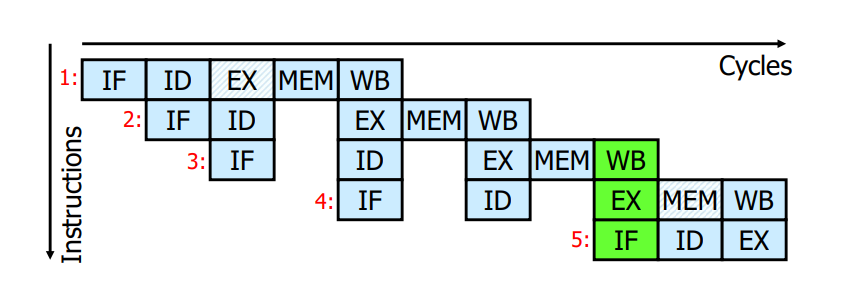 Cycles
Instructions
1: IF ID EX MEM WB
2: IF ID EX MEM WB
3: IF ID EX MEM WB
4: IF ID EX MEM WB
5: IF ID EX